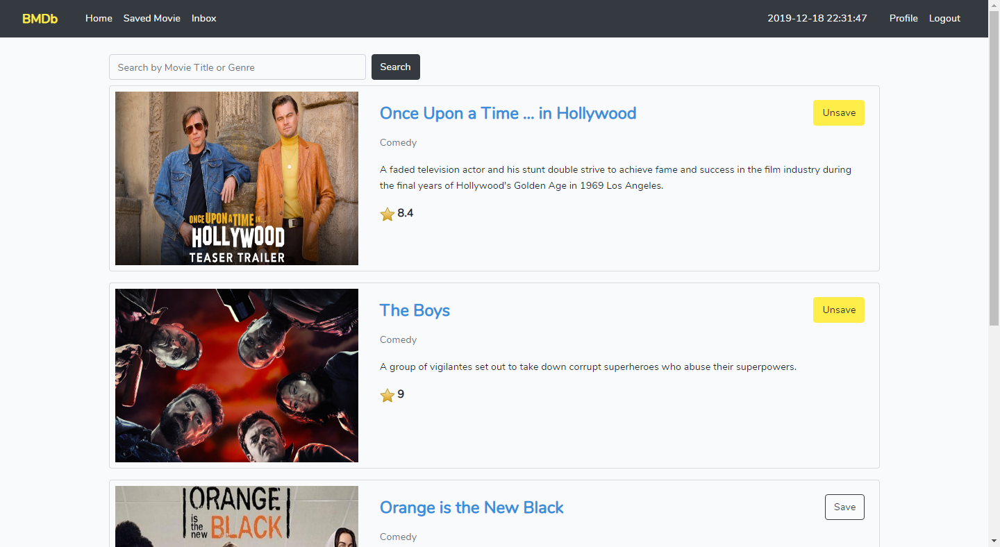 BMDb Home Saved Movie Inbox 2019-12-18 22:31:47 Profile Logout
Search by Movie Title or Genre Search
Once Upon a Time ... in Hollywood Unsave
Comedy
A faded television actor and his stunt double strive to achieve fame and success in the film industry during
the final years of Hollywood's Golden Age in 1969 Los Angeles.
8.4
ONCE UPON A TIME IN...
HOLLYWOOD
TEASER TRAILER
The Boys Unsave
Comedy
A group of vigilantes set out to take down corrupt superheroes who abuse their superpowers.
9
ORANGE
is
the
new BLACK
Orange is the New Black Save
Comedy